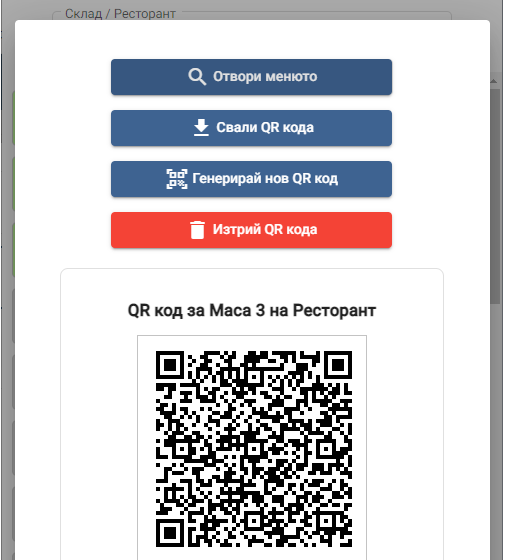 Склад / Ресторант
Отвори менюто
Свали QR кода
Генерирай нов QR код
Изтрий QR кода
QR код за Маса 3 на Ресторант